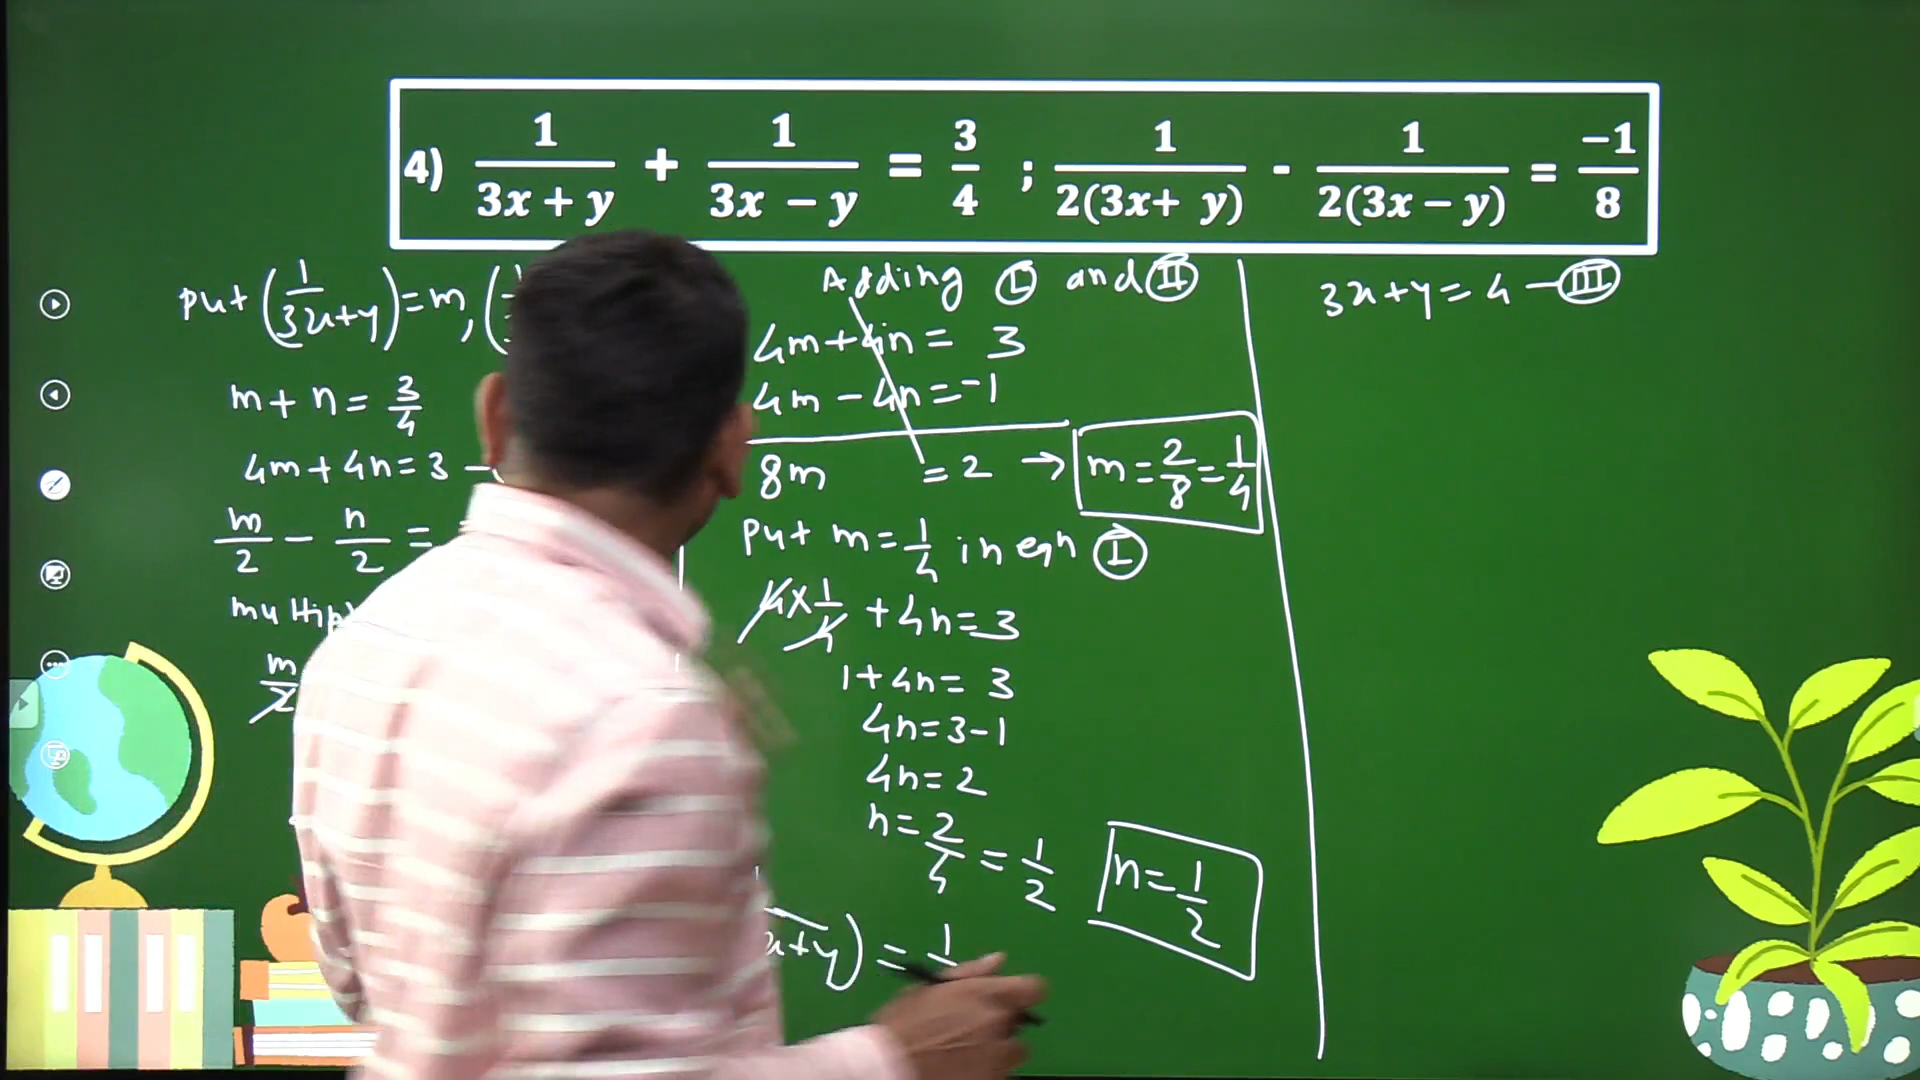 4) 1/(3x + y) + 1/(3x − y) = 3/4 ; 1/(2(3x+ y)) - 1/(2(3x − y)) = −1/8
put (1/(3x+y)) = m, (
m + n = 3/4
4m + 4n = 3 —
m/2 − n/2 =
m
Adding Ⓘ and Ⓘⓘ
4m + 4n = 3
4m − 4n = −1
8m = 2 → m = 2/8 = 1/4
Put m = 1/4 in eqn Ⓘ
4 × 1/4 + 4n = 3
1 + 4n = 3
4n = 3 − 1
4n = 2
n = 2/4 = 1/2
n = 1/2
x+y) = 1
3x + y = 4 — III